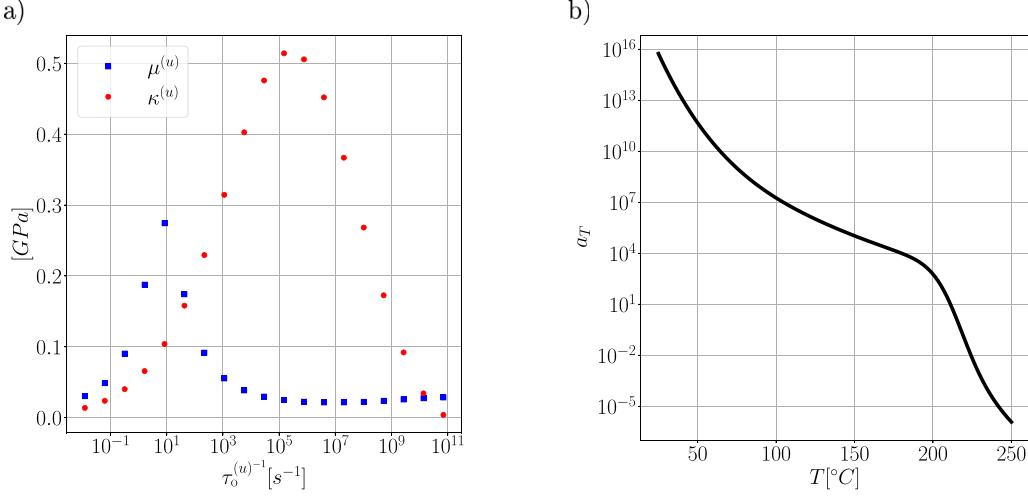 a)
b)
μ^(u)
κ^(u)
0.5
0.4
0.3
0.2
0.1
0.0
[GPa]
10^−1 10^1 10^3 10^5 10^7 10^9 10^11
τ_o^(u)^−1 [s^−1]
10^16
10^13
10^10
10^7
10^4
10^1
10^−2
10^−5
a_T
50 100 150 200 250
T[°C]